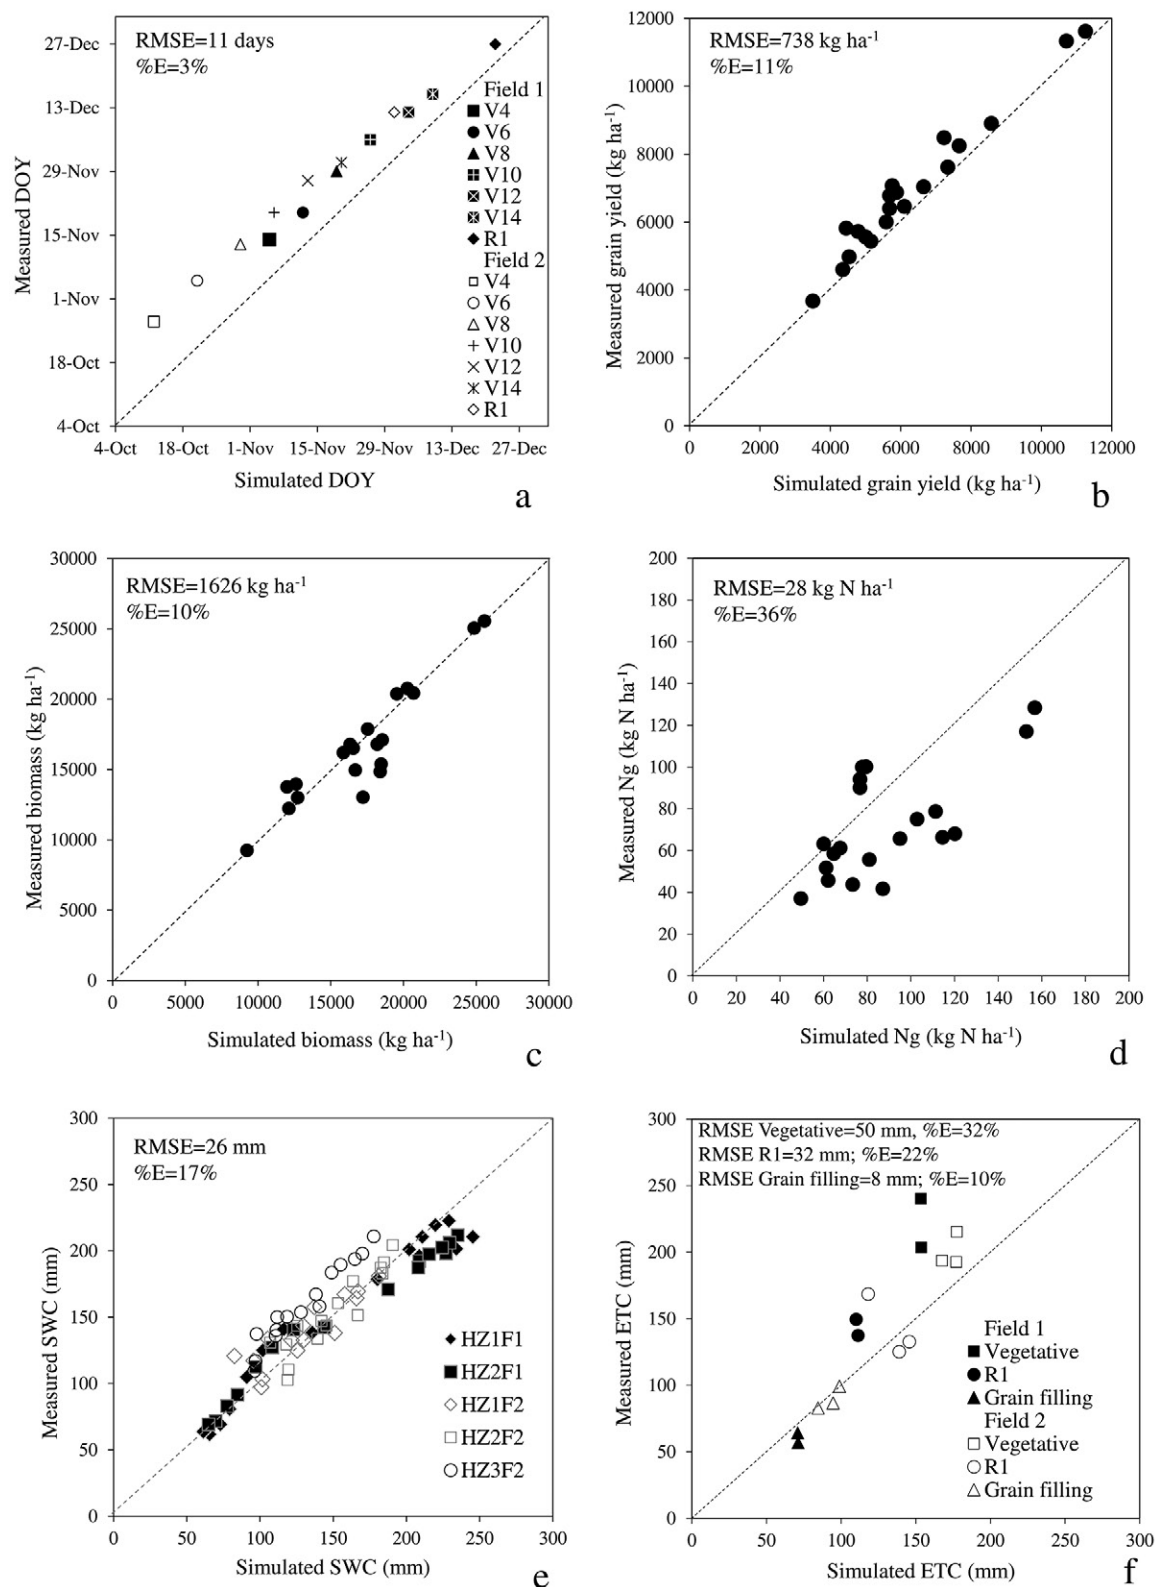 RMSE=11 days
%E=3%
Measured DOY
27-Dec
13-Dec
29-Nov
15-Nov
1-Nov
18-Oct
4-Oct
Field 1
V4
V6
V8
V10
V12
V14
R1
Field 2
V4
V6
V8
V10
V12
V14
R1
4-Oct 18-Oct 1-Nov 15-Nov 29-Nov 13-Dec 27-Dec
Simulated DOY
a
RMSE=738 kg ha⁻¹
%E=11%
Measured grain yield (kg ha⁻¹)
12000
10000
8000
6000
4000
2000
0
0 2000 4000 6000 8000 10000 12000
Simulated grain yield (kg ha⁻¹)
b
RMSE=1626 kg ha⁻¹
%E=10%
Measured biomass (kg ha⁻¹)
30000
25000
20000
15000
10000
5000
0
0 5000 10000 15000 20000 25000 30000
Simulated biomass (kg ha⁻¹)
c
RMSE=28 kg N ha⁻¹
%E=36%
Measured Ng (kg N ha⁻¹)
200
180
160
140
120
100
80
60
40
20
0
0 20 40 60 80 100 120 140 160 180 200
Simulated Ng (kg N ha⁻¹)
d
RMSE=26 mm
%E=17%
Measured SWC (mm)
300
250
200
150
100
50
0
HZ1F1
HZ2F1
HZ1F2
HZ2F2
HZ3F2
0 50 100 150 200 250 300
Simulated SWC (mm)
e
RMSE Vegetative=50 mm, %E=32%
RMSE R1=32 mm; %E=22%
RMSE Grain filling=8 mm; %E=10%
Measured ETC (mm)
300
250
200
150
100
50
0
Field 1
Vegetative
R1
Grain filling
Field 2
Vegetative
R1
Grain filling
0 50 100 150 200 250 300
Simulated ETC (mm)
f